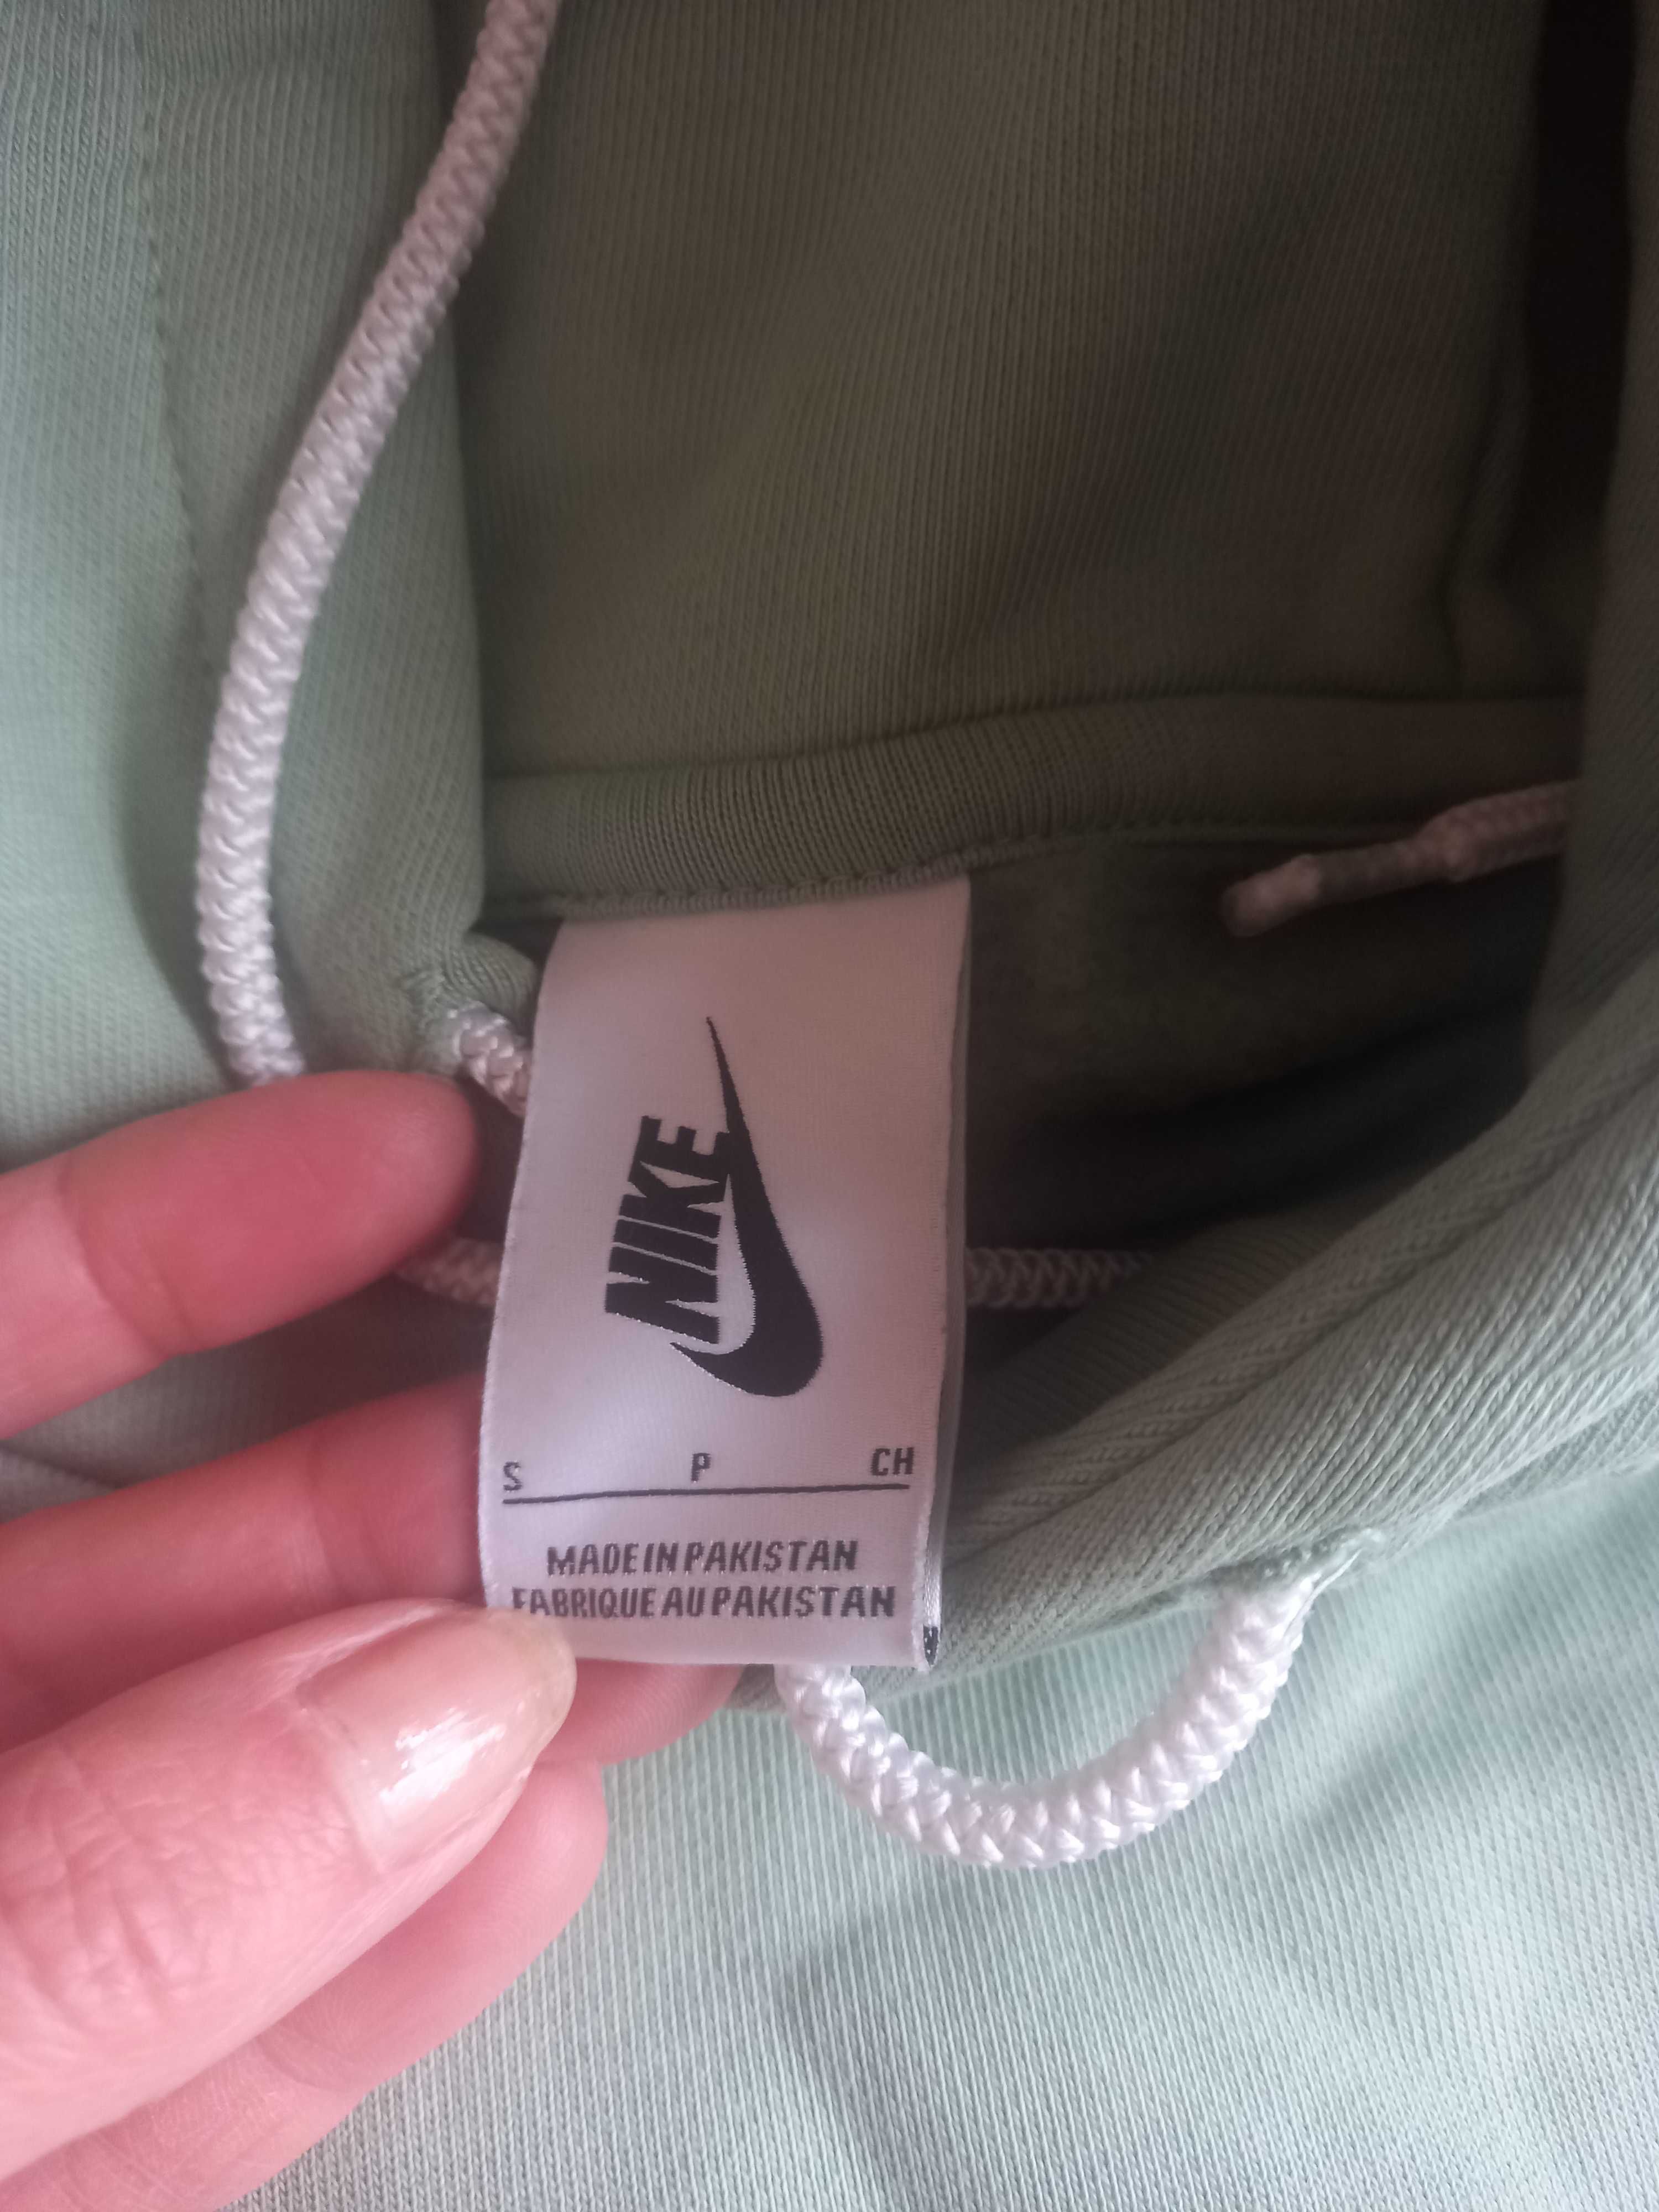 NIKE
S P CH
MADE IN PAKISTAN
FABRIQUE AU PAKISTAN